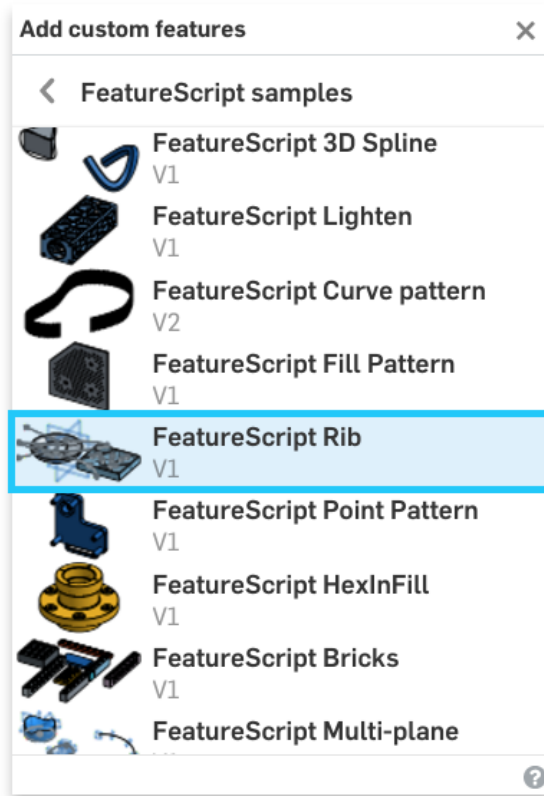 Add custom features
FeatureScript samples
FeatureScript 3D Spline
V1
FeatureScript Lighten
V1
FeatureScript Curve pattern
V2
FeatureScript Fill Pattern
V1
FeatureScript Rib
V1
FeatureScript Point Pattern
V1
FeatureScript HexInFill
V1
FeatureScript Bricks
V1
FeatureScript Multi-plane